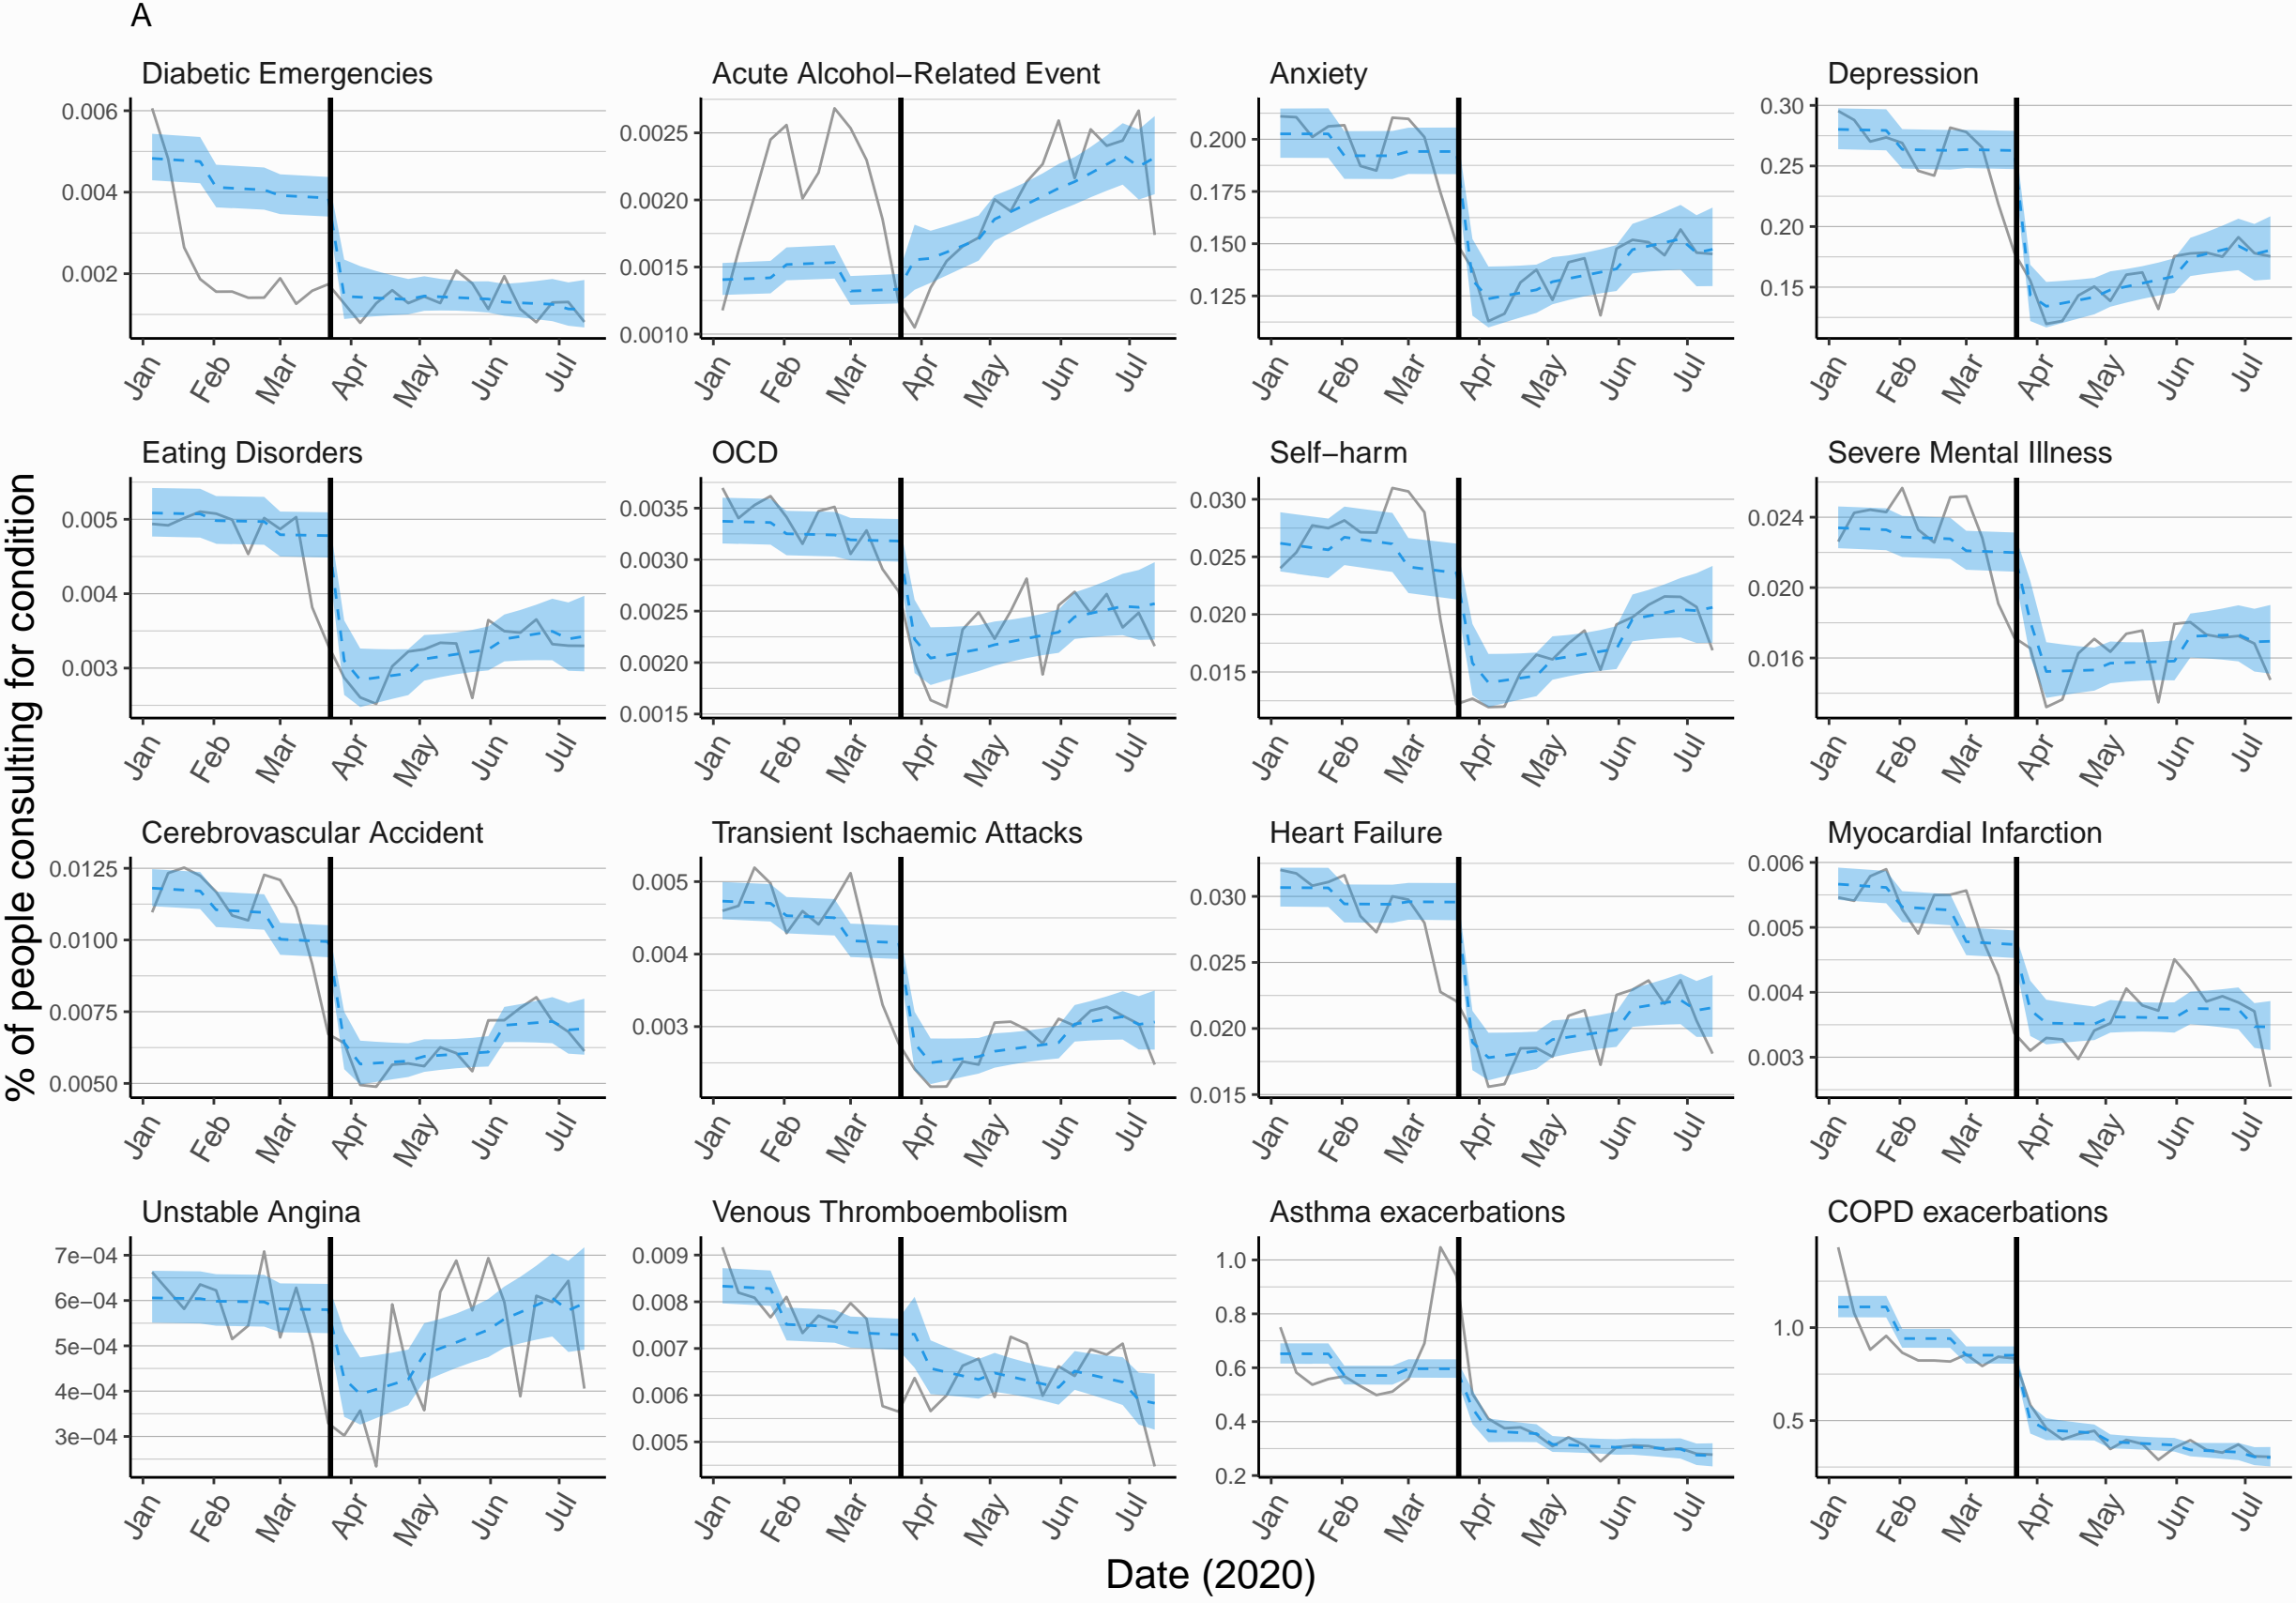 A
Diabetic Emergencies
Acute Alcohol−Related Event
Anxiety
Depression
0.006
0.004
0.002
Jan Feb Mar Apr May Jun Jul
0.0025
0.0020
0.0015
0.0010
Jan Feb Mar Apr May Jun Jul
0.200
0.175
0.150
0.125
Jan Feb Mar Apr May Jun Jul
0.30
0.25
0.20
0.15
Jan Feb Mar Apr May Jun Jul
Eating Disorders
OCD
Self−harm
Severe Mental Illness
0.005
0.004
0.003
Jan Feb Mar Apr May Jun Jul
0.0035
0.0030
0.0025
0.0020
0.0015
Jan Feb Mar Apr May Jun Jul
0.030
0.025
0.020
0.015
Jan Feb Mar Apr May Jun Jul
0.024
0.020
0.016
Jan Feb Mar Apr May Jun Jul
% of people consulting for condition
Cerebrovascular Accident
Transient Ischaemic Attacks
Heart Failure
Myocardial Infarction
0.0125
0.0100
0.0075
0.0050
Jan Feb Mar Apr May Jun Jul
0.005
0.004
0.003
Jan Feb Mar Apr May Jun Jul
0.030
0.025
0.020
0.015
Jan Feb Mar Apr May Jun Jul
0.006
0.005
0.004
0.003
Jan Feb Mar Apr May Jun Jul
Unstable Angina
Venous Thromboembolism
Asthma exacerbations
COPD exacerbations
7e−04
6e−04
5e−04
4e−04
3e−04
Jan Feb Mar Apr May Jun Jul
0.009
0.008
0.007
0.006
0.005
Jan Feb Mar Apr May Jun Jul
1.0
0.8
0.6
0.4
0.2
Jan Feb Mar Apr May Jun Jul
1.0
0.5
Jan Feb Mar Apr May Jun Jul
Date (2020)